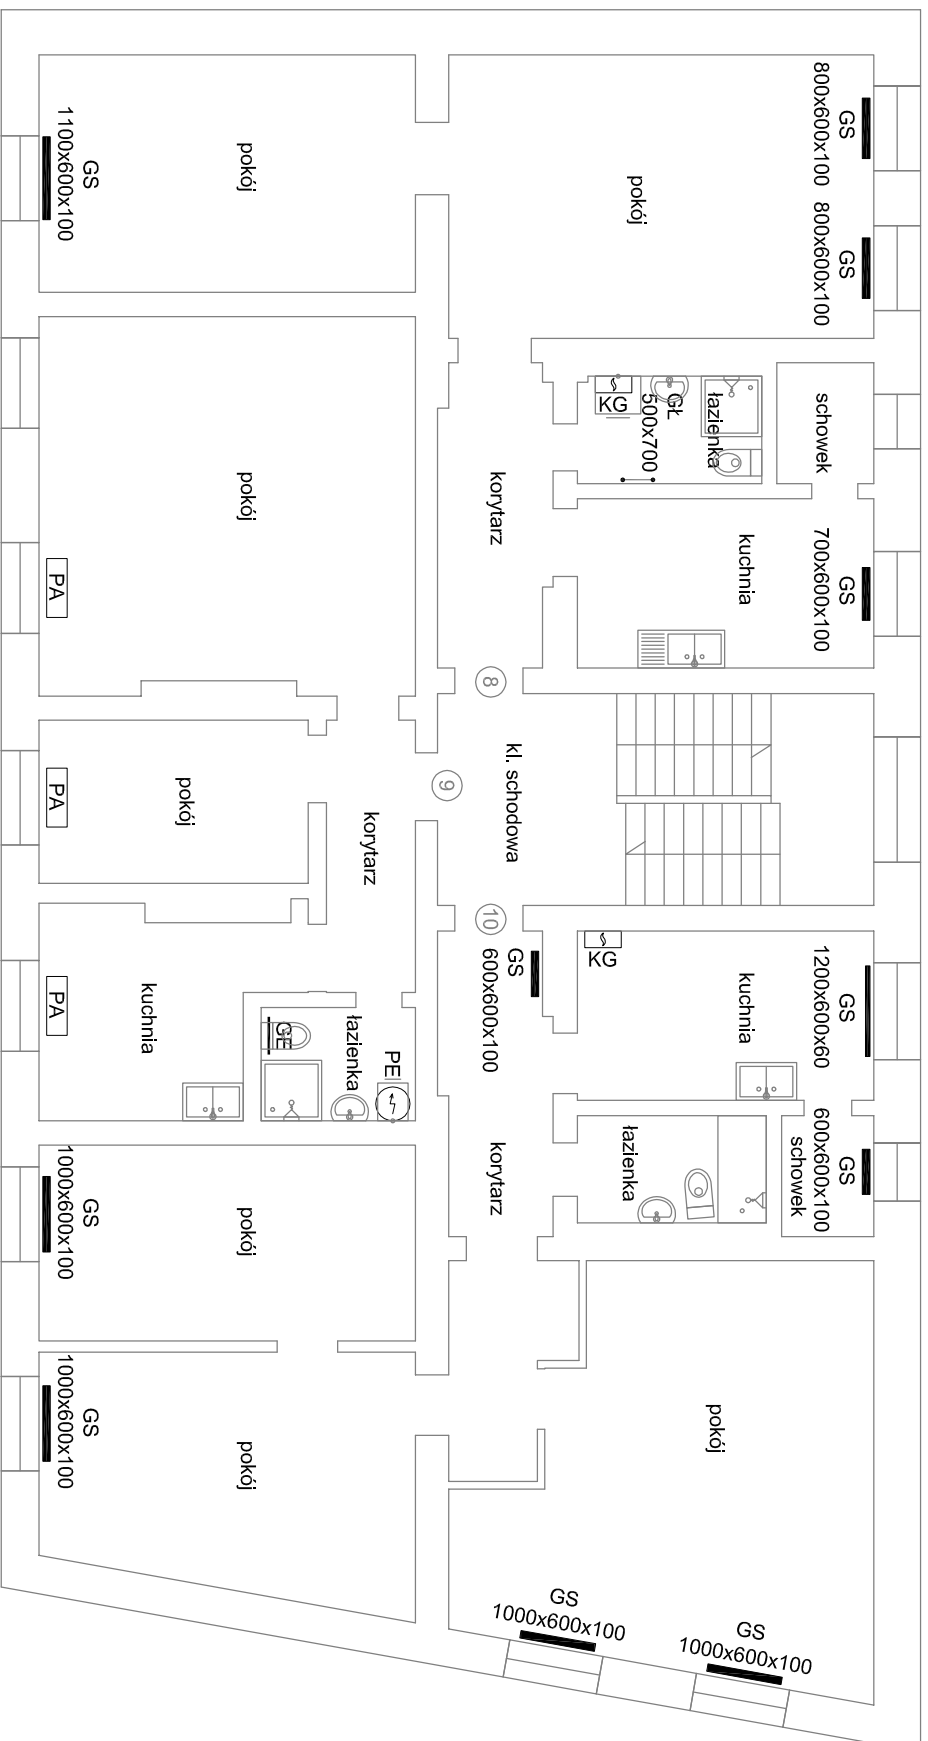 GS
800x600x100
GS
800x600x100
pokój
pokój
GS
1100x600x100
schowek
łazienka
GŁ
500x700
KG
korytarz
pokój
PA
GS
700x600x100
kuchnia
8
kl. schodowa
9
pokój
PA
korytarz
10
GS
600x600x100
KG
kuchnia
GS
1200x600x60
kuchnia
PA
GE
łazienka
PE
GS
600x600x100
schowek
łazienka
korytarz
pokój
GS
1000x600x100
pokój
pokój
GS
1000x600x100
GS
1000x600x100
GS
1000x600x100